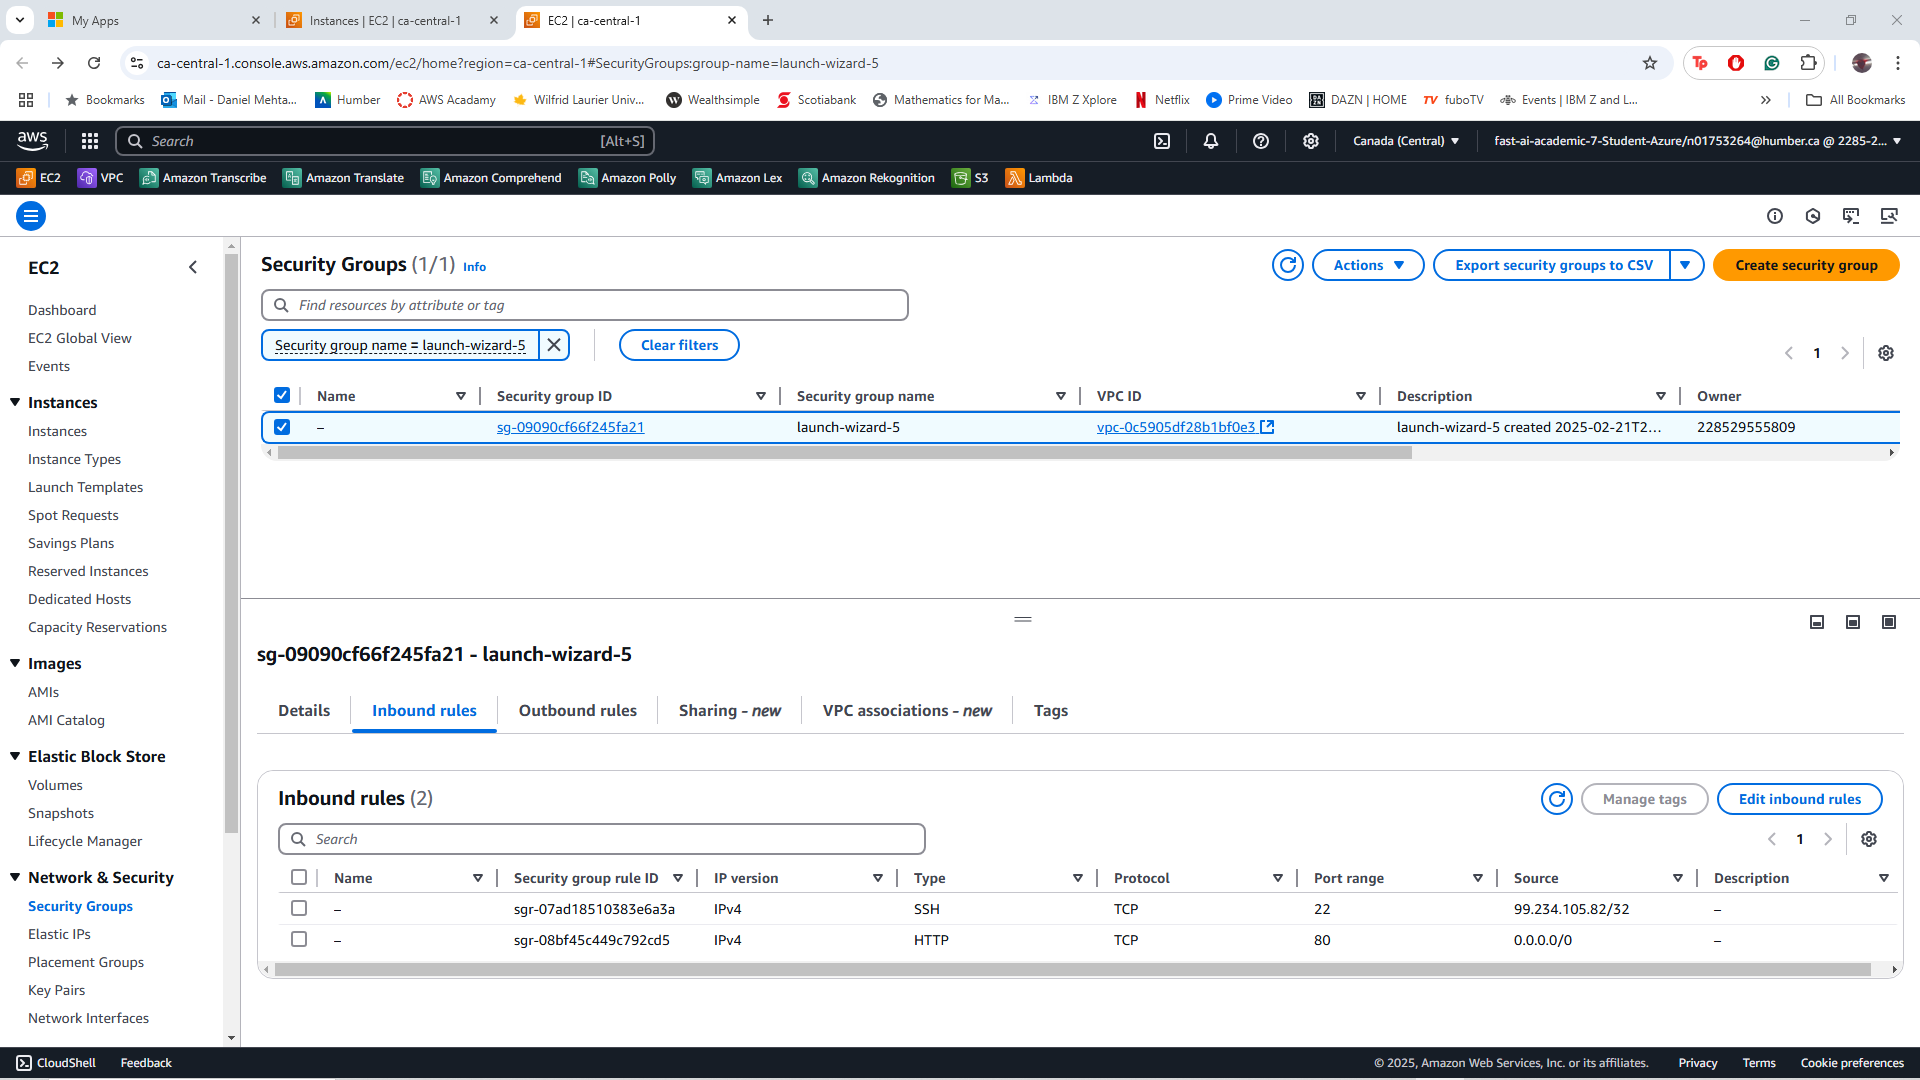 My Apps
Instances | EC2 | ca-central-1
EC2 | ca-central-1
ca-central-1.console.aws.amazon.com/ec2/home?region=ca-central-1#SecurityGroups:group-name=launch-wizard-5
Bookmarks
Mail - Daniel Mehta...
Humber
AWS Acadamy
Wilfrid Laurier Univ...
Wealthsimple
Scotiabank
Mathematics for Ma...
IBM Z Xplore
Netflix
Prime Video
DAZN | HOME
fuboTV
Events | IBM Z and L...
All Bookmarks
aws
Search [Alt+S]
Canada (Central)
fast-ai-academic-7-Student-Azure/n01753264@humber.ca @ 2285-2...
EC2
VPC
Amazon Transcribe
Amazon Translate
Amazon Comprehend
Amazon Polly
Amazon Lex
Amazon Rekognition
S3
Lambda
EC2
Dashboard
EC2 Global View
Events
Instances
Instances
Instance Types
Launch Templates
Spot Requests
Savings Plans
Reserved Instances
Dedicated Hosts
Capacity Reservations
Images
AMIs
AMI Catalog
Elastic Block Store
Volumes
Snapshots
Lifecycle Manager
Network & Security
Security Groups
Elastic IPs
Placement Groups
Key Pairs
Network Interfaces
Security Groups (1/1) Info
Actions
Export security groups to CSV
Create security group
Find resources by attribute or tag
Security group name = launch-wizard-5
Clear filters
1
Name Security group ID Security group name VPC ID Description Owner
– sg-09090cf66f245fa21 launch-wizard-5 vpc-0c5905df28b1bf0e3 launch-wizard-5 created 2025-02-21T2... 228529555809
sg-09090cf66f245fa21 - launch-wizard-5
Details
Inbound rules
Outbound rules
Sharing - new
VPC associations - new
Tags
Inbound rules (2)
Manage tags
Edit inbound rules
Search
1
Name Security group rule ID IP version Type Protocol Port range Source Description
– sgr-07ad18510383e6a3a IPv4 SSH TCP 22 99.234.105.82/32 –
– sgr-08bf45c449c792cd5 IPv4 HTTP TCP 80 0.0.0.0/0 –
CloudShell
Feedback
© 2025, Amazon Web Services, Inc. or its affiliates.
Privacy
Terms
Cookie preferences